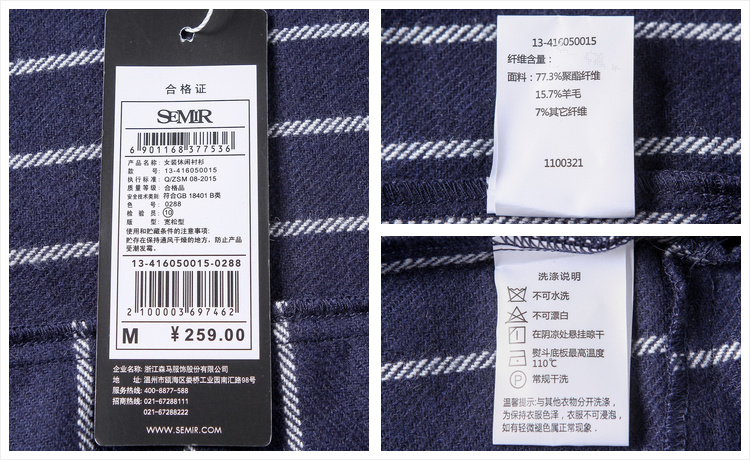 合格证
SEMIR
6 901168 377536
产品名称：女装休闲衬衫
款 号：13-416050015
执行标准：Q/ZSM 08-2015
质量等级：合格品
安全技术类别：符合GB 18401 B类
色 号：0288
检 验 员：⑩
版 型：宽松型
使用和贮藏条件的注意事项：
贮存在保持通风干燥的地方，防止产品
受潮发霉。
13-416050015-0288
2 100003 697462
M ¥259.00
企业名称：浙江森马服饰股份有限公司
地 址：温州市瓯海区娄桥工业园南汇路98号
服务热线：400-8877-588
招商热线：021-67288111
021-67288222
WWW.SEMIR.COM
13-416050015
纤维含量：
面料：77.3%聚酯纤维
15.7%羊毛
7%其它纤维
1100321
洗涤说明
不可水洗
不可漂白
在阴凉处悬挂晾干
熨斗底板最高温度
110℃
P 常规干洗
温馨提示:与其他衣物分开洗涤，
为保持衣服色泽，衣服不可浸泡，
如有轻微褪色属正常现象．